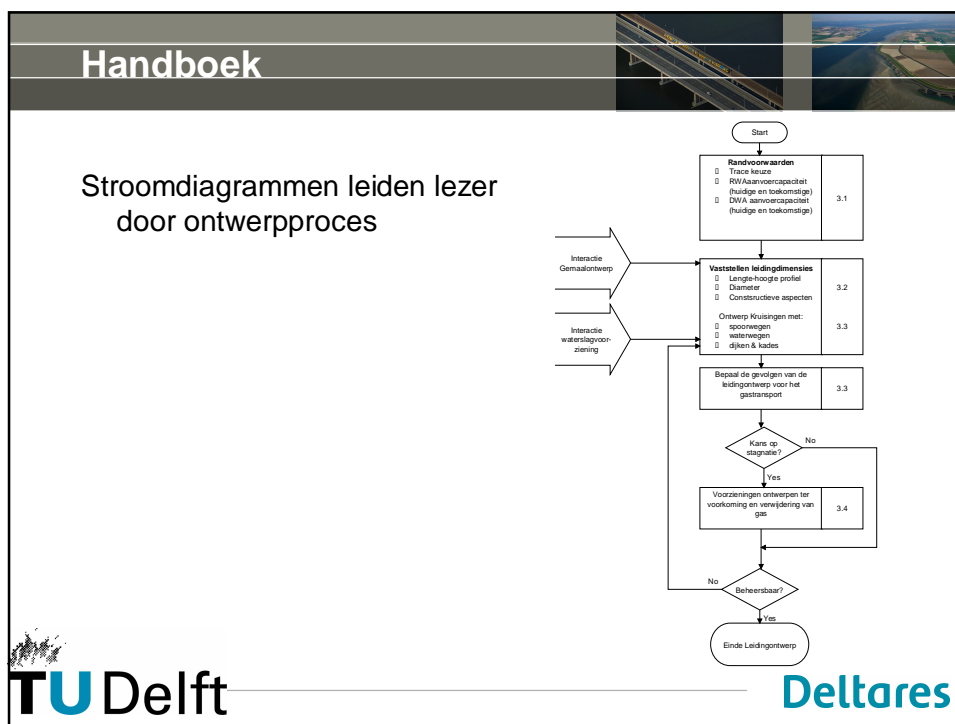 Handboek
Stroomdiagrammen leiden lezer
door ontwerpproces
Start
Randvoorwaarden
Trace keuze
RWAaanvoercapaciteit
(huidige en toekomstige)
DWA aanvoercapaciteit
(huidige en toekomstige)
3.1
Interactie
Gemaalontwerp
Vaststellen leidingdimensies
Lengte-hoogte profiel
Diameter
Constsructieve aspecten
3.2
Ontwerp Kruisingen met:
spoorwegen
waterwegen
dijken & kades
3.3
Interactie
waterslagvoor-
ziening
Bepaal de gevolgen van de
leidingontwerp voor het
gastransport
3.3
Kans op
stagnatie?
No
Yes
Voorzieningen ontwerpen ter
voorkoming en verwijdering van
gas
3.4
No
Beheersbaar?
Yes
Einde Leidingontwerp
TUDelft
Deltares